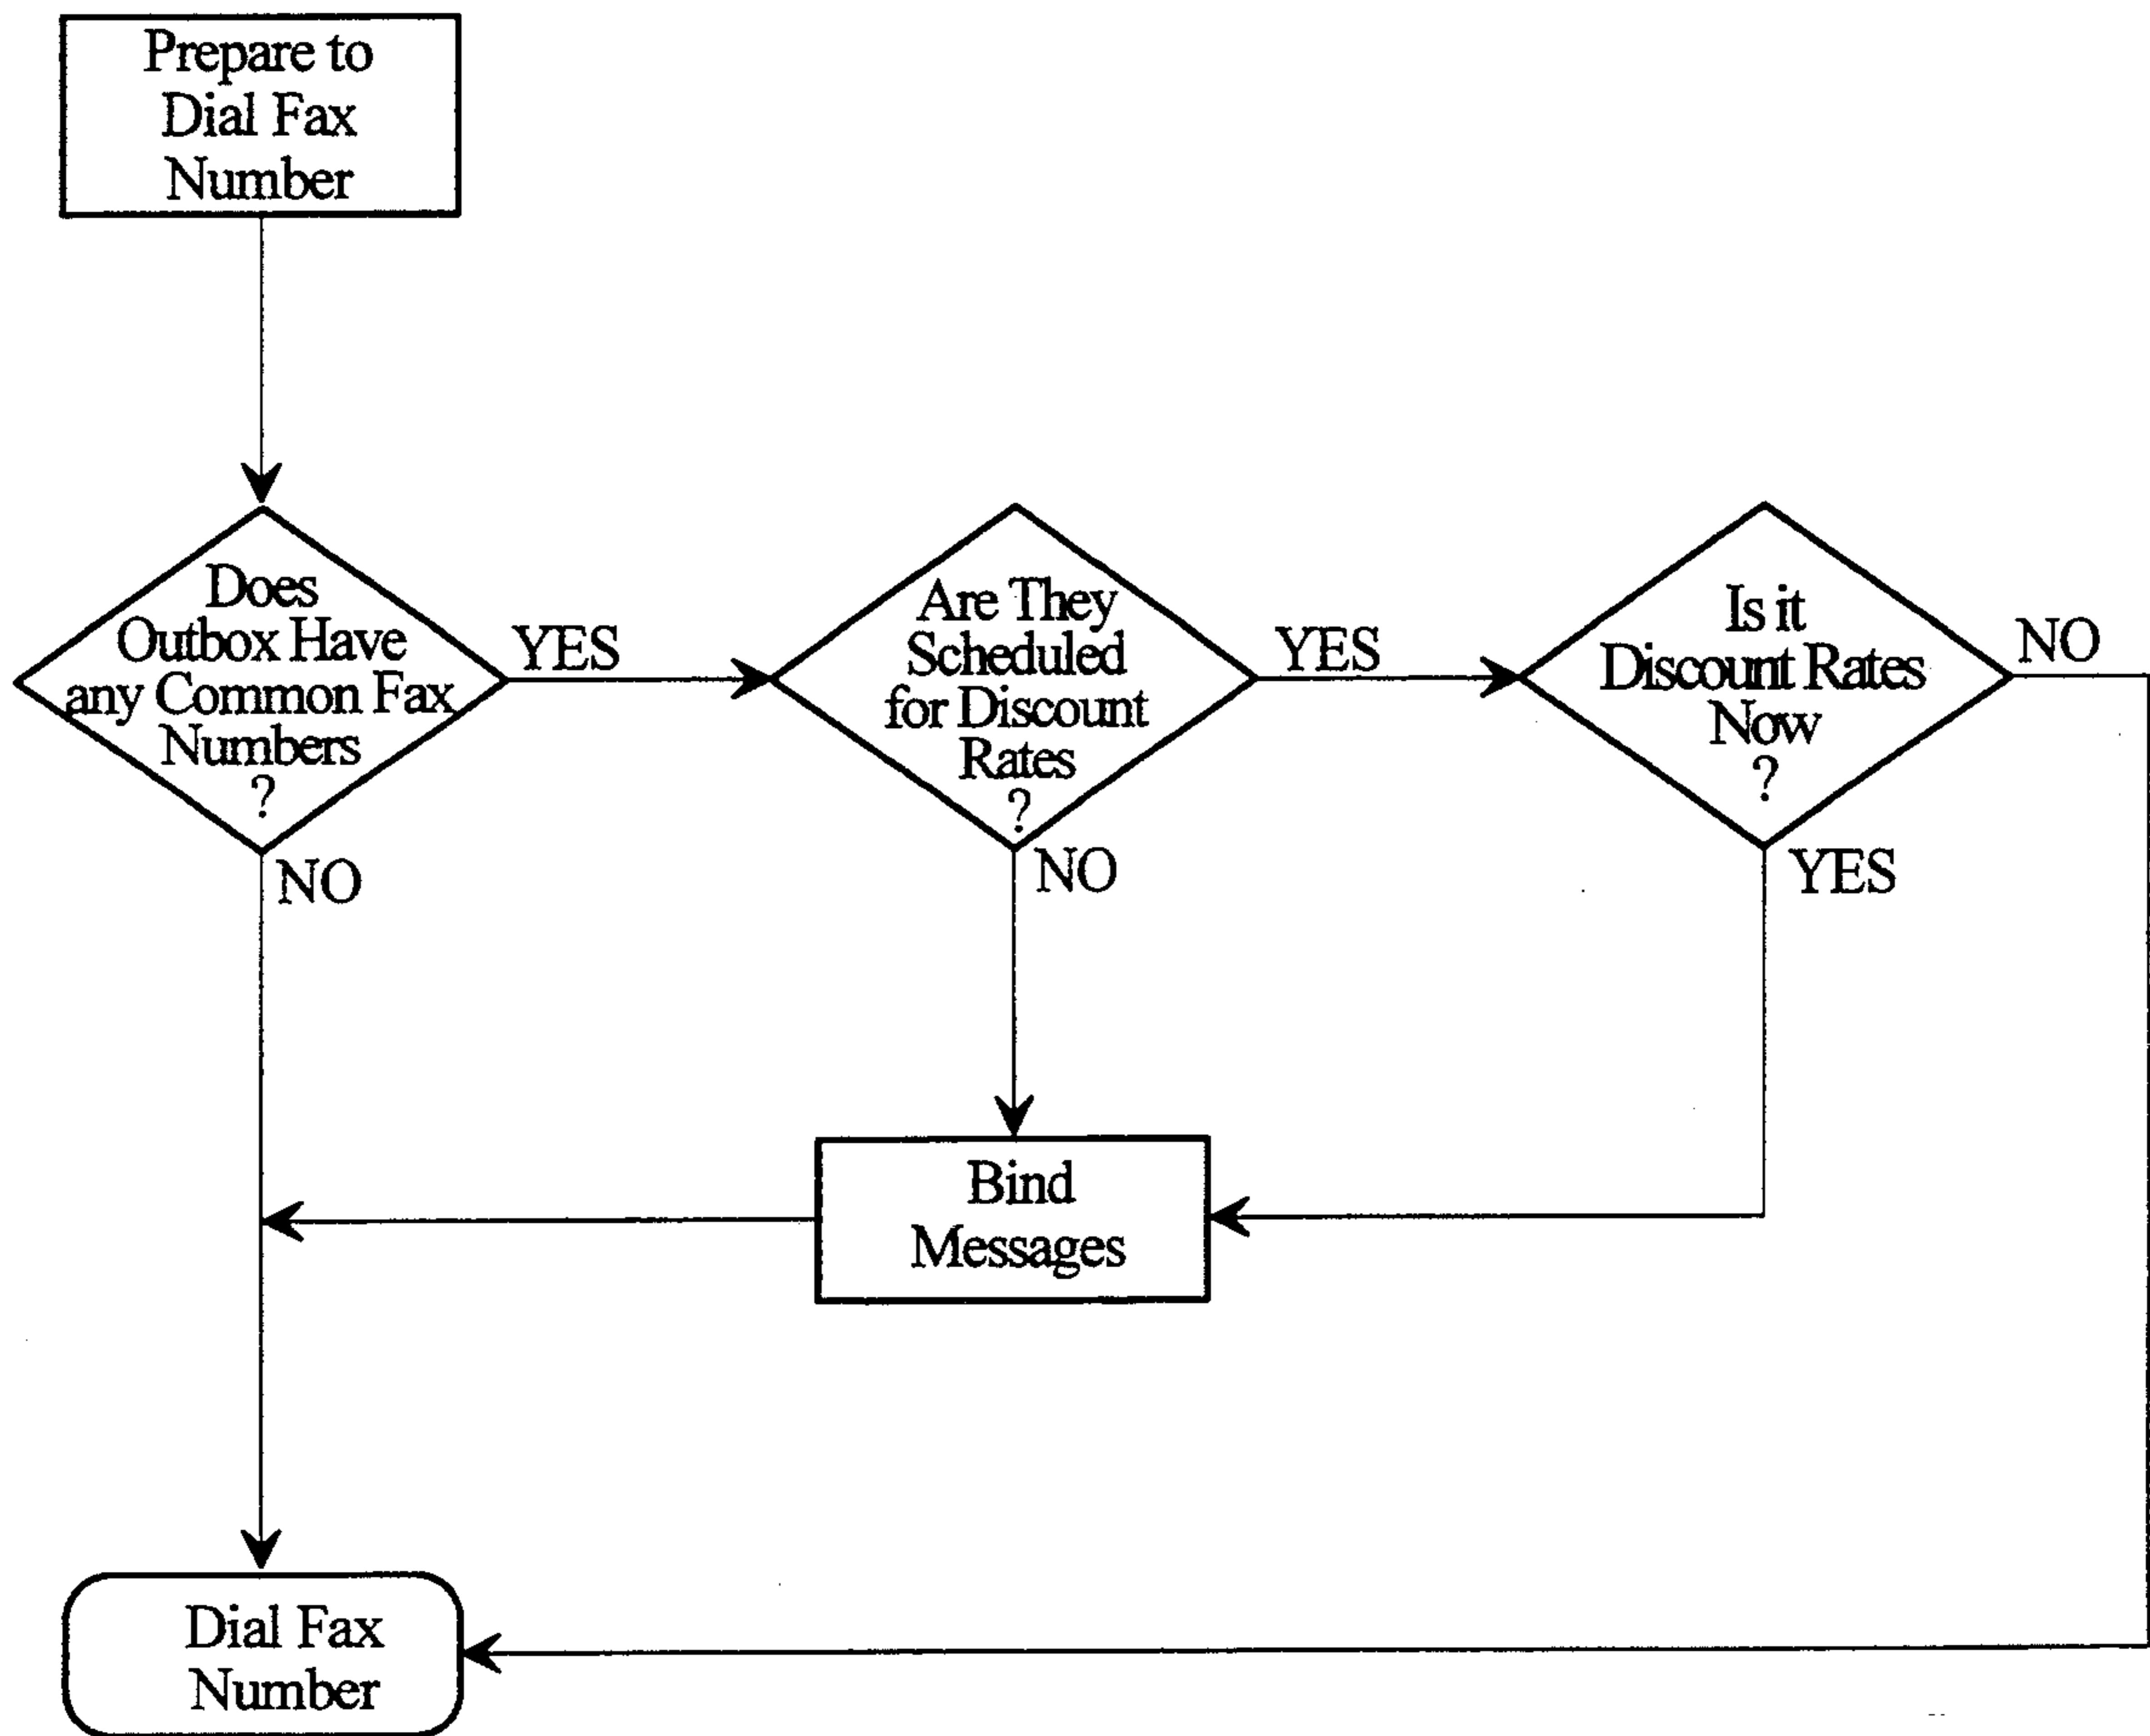 Prepare to
Dial Fax
Number
Does
Outbox Have
any Common Fax
Numbers
?
YES
NO
Are They
Scheduled
for Discount
Rates
?
YES
NO
Is it
Discount Rates
Now
?
NO
YES
Bind
Messages
Dial Fax
Number